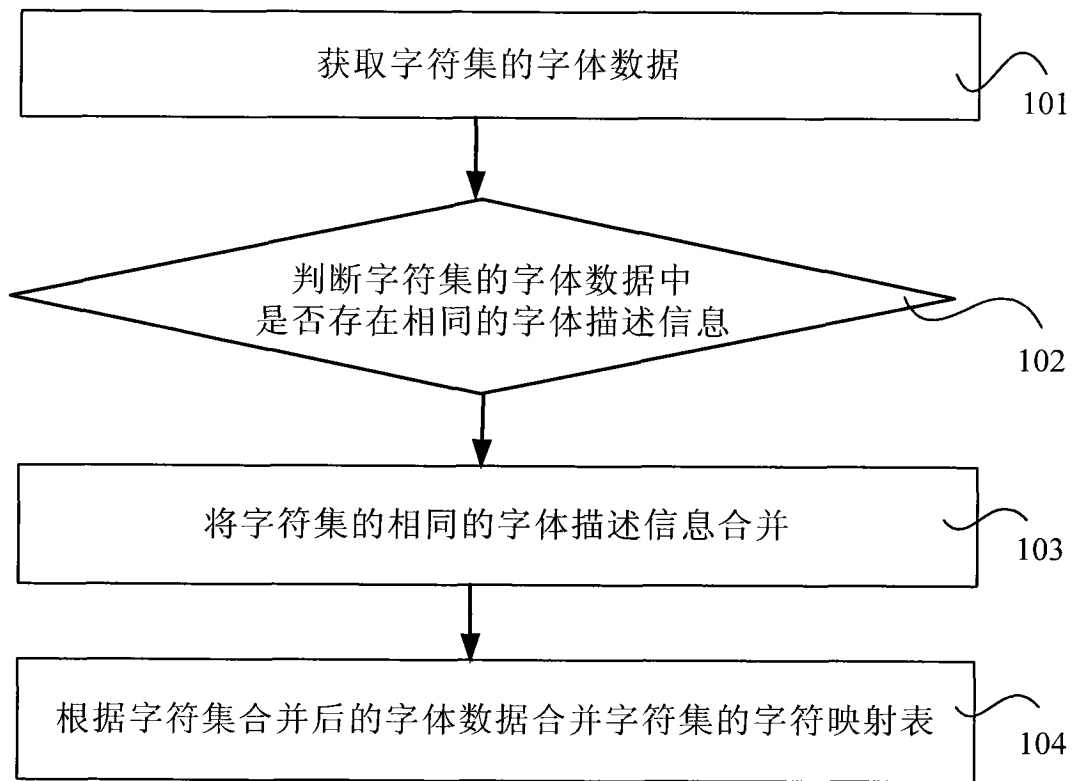 获取字符集的字体数据
101
判断字符集的字体数据中
是否存在相同的字体描述信息
102
将字符集的相同的字体描述信息合并
103
根据字符集合并后的字体数据合并字符集的字符映射表
104